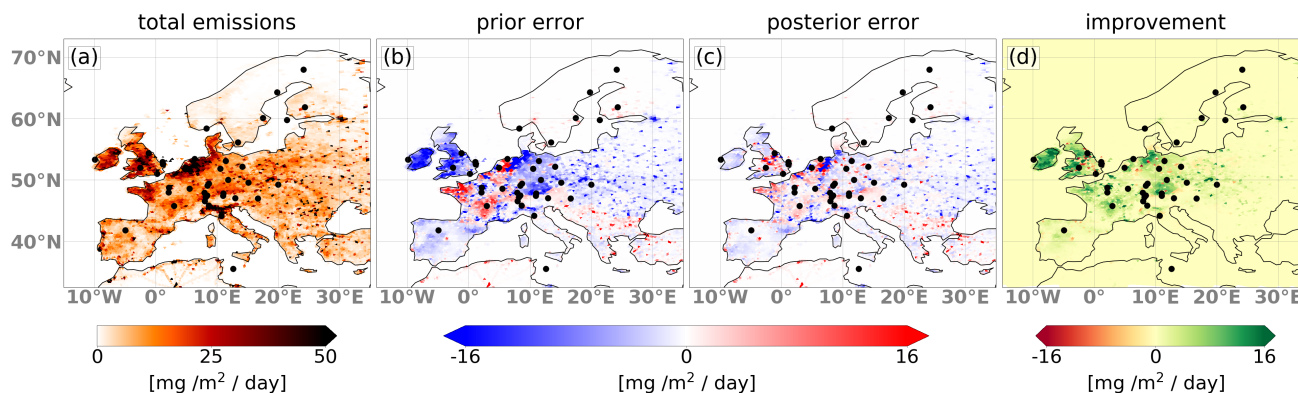 total emissions
prior error
posterior error
improvement
(a)
(b)
(c)
(d)
70°N
60°N
50°N
40°N
10°W 0° 10°E 20°E 30°E
10°W 0° 10°E 20°E 30°E
10°W 0° 10°E 20°E 30°E
10°W 0° 10°E 20°E 30°E
0 25 50
-16 0 16
-16 0 16
[mg /m² / day]
[mg /m² / day]
[mg /m² / day]